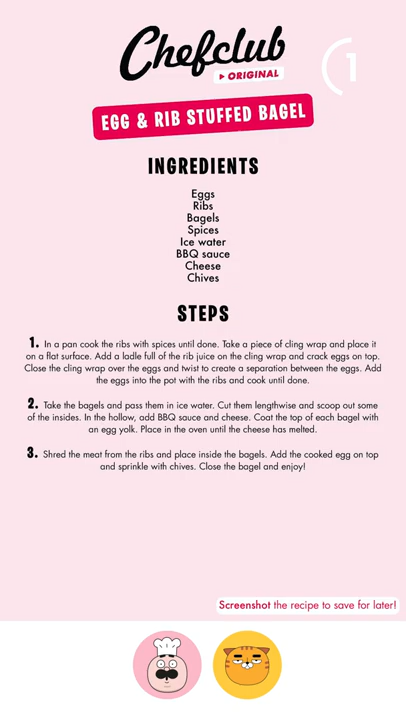 Chefclub
ORIGINAL
1
EGG & RIB STUFFED BAGEL
INGREDIENTS
Eggs
Ribs
Bagels
Spices
Ice water
BBQ sauce
Cheese
Chives
STEPS
1. In a pan cook the ribs with spices until done. Take a piece of cling wrap and place it
on a flat surface. Add a ladle full of the rib juice on the cling wrap and crack eggs on top.
Close the cling wrap over the eggs and twist to create a separation between the eggs. Add
the eggs into the pot with the ribs and cook until done.
2. Take the bagels and pass them in ice water. Cut them lengthwise and scoop out some
of the insides. In the hollow, add BBQ sauce and cheese. Coat the top of each bagel with
an egg yolk. Place in the oven until the cheese has melted.
3. Shred the meat from the ribs and place inside the bagels. Add the cooked egg on top
and sprinkle with chives. Close the bagel and enjoy!
Screenshot the recipe to save for later!